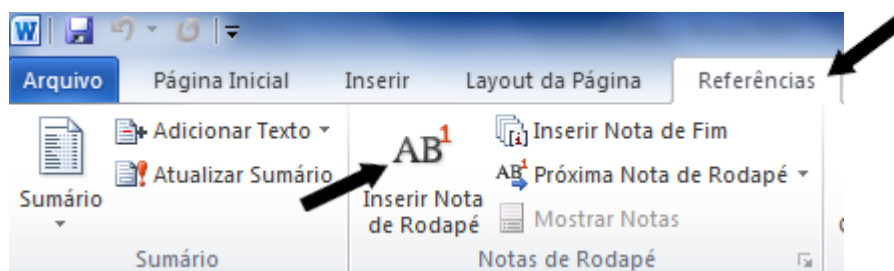 W
Arquivo Página Inicial Inserir Layout da Página Referências
Sumário
Adicionar Texto
Atualizar Sumário
Sumário
AB1
Inserir Nota
de Rodapé
Inserir Nota de Fim
AB Próxima Nota de Rodapé
Mostrar Notas
Notas de Rodapé